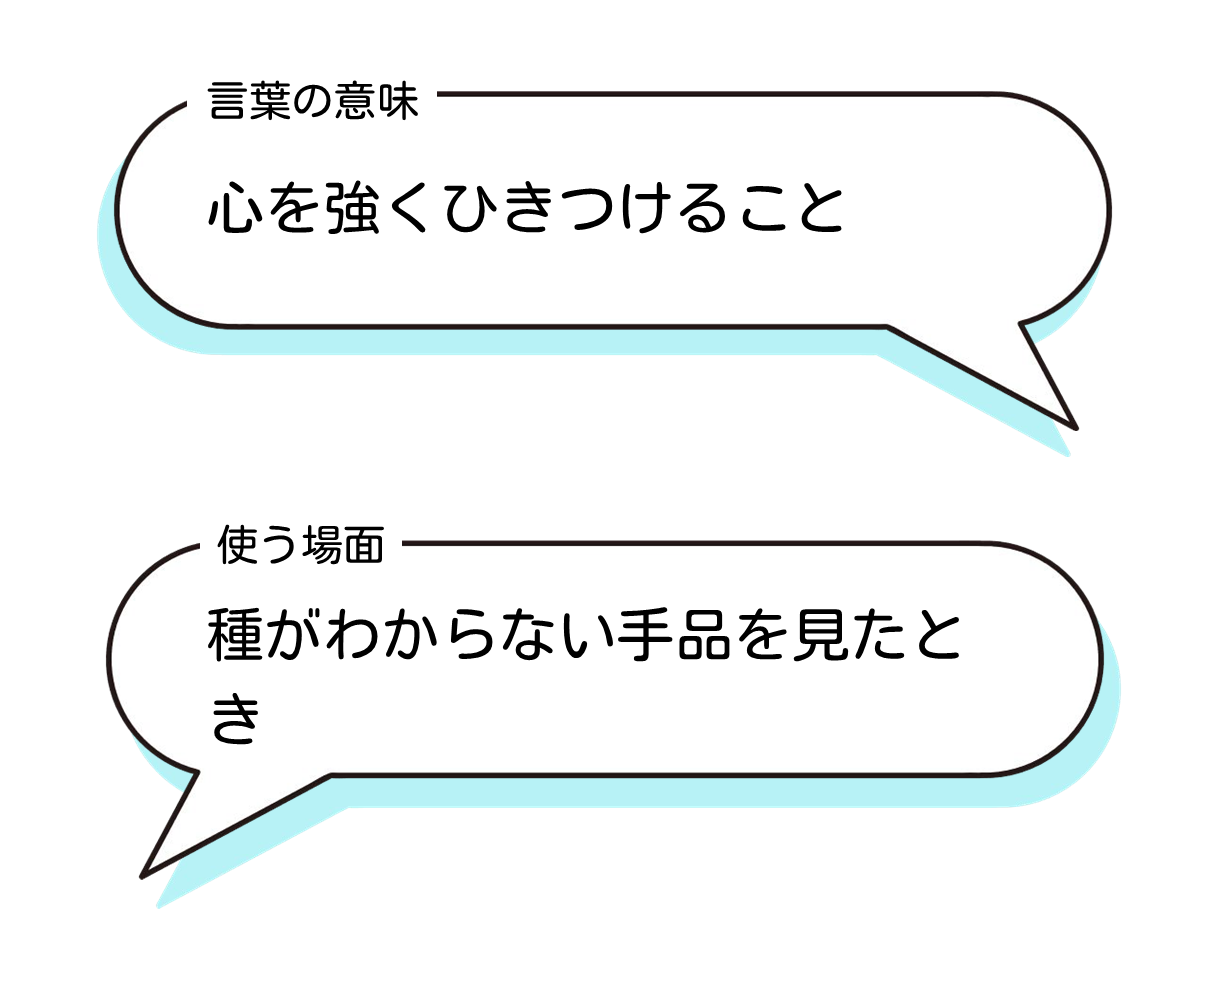 言葉の意味
心を強くひきつけること
使う場面
種がわからない手品を見たと
き